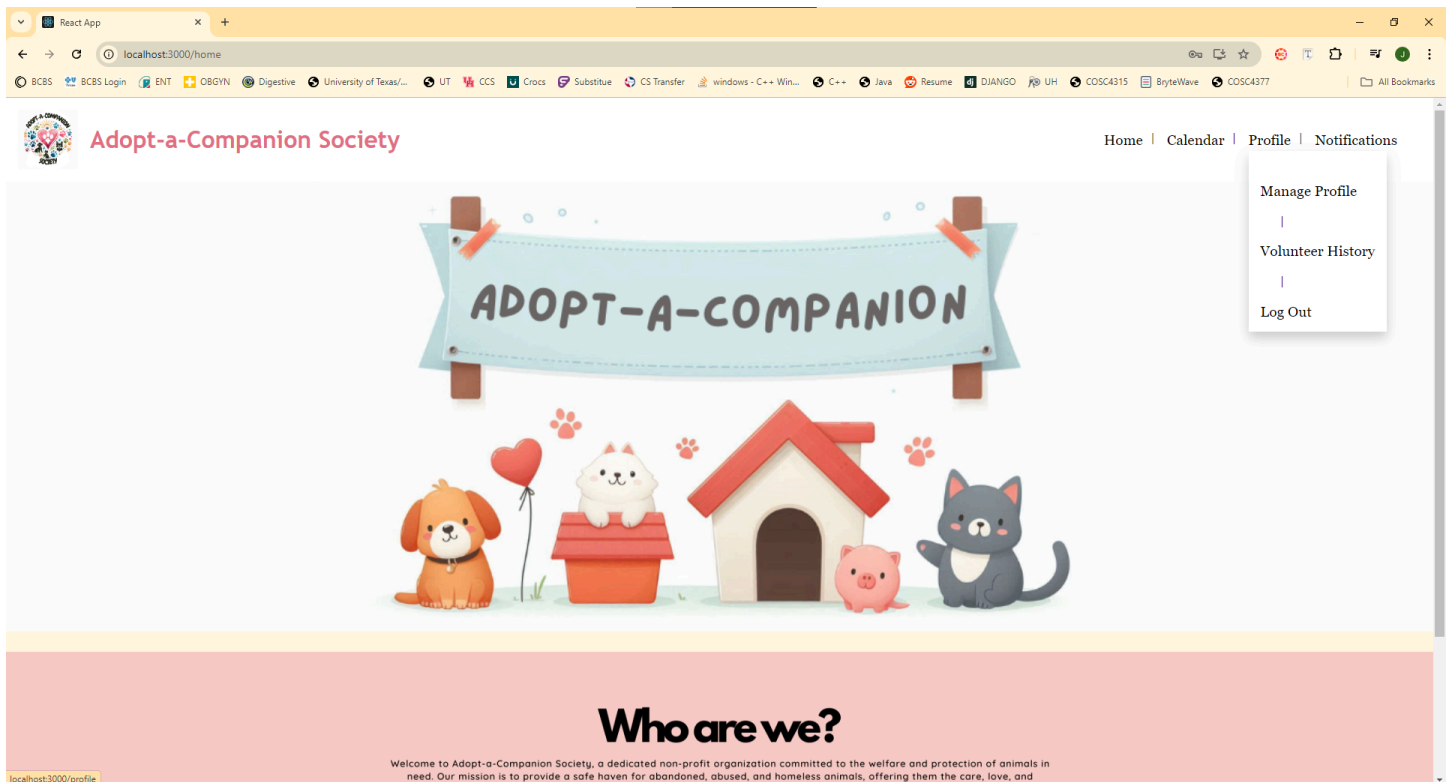 React App
localhost:3000/home
BCBS
BCBS Login
ENT
OBGYN
Digestive
University of Texas/...
UT
CCS
Crocs
Substitue
CS Transfer
windows - C++ Win...
C++
Java
Resume
DJANGO
UH
COSC4315
BryteWave
COSC4377
All Bookmarks
ADOPT-A-COMPANION
SOCIETY
Adopt-a-Companion Society
Home | Calendar | Profile | Notifications
Manage Profile
|
Volunteer History
|
Log Out
ADOPT-A-COMPANION
Who are we?
Welcome to Adopt-a-Companion Society, a dedicated non-profit organization committed to the welfare and protection of animals in
need. Our mission is to provide a safe haven for abandoned, abused, and homeless animals, offering them the care, love, and
localhost:3000/profile